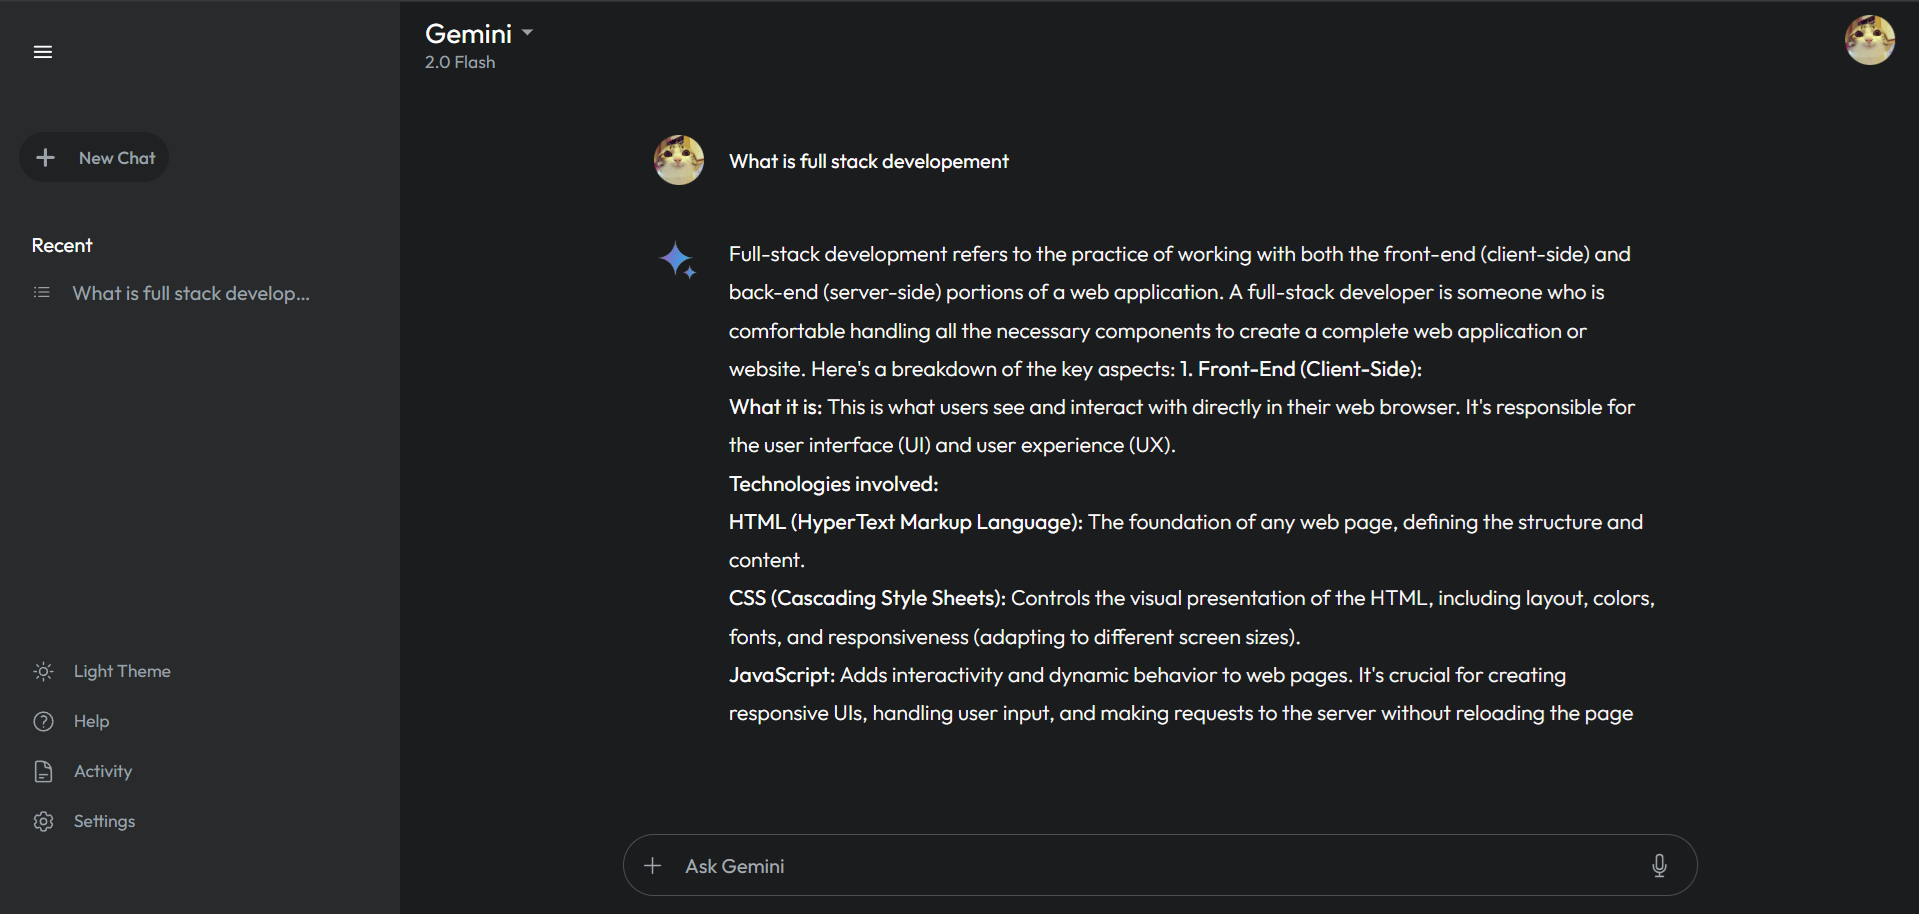 Gemini
2.0 Flash
New Chat
Recent
What is full stack develop...
Light Theme
Help
Activity
Settings
What is full stack developement
Full-stack development refers to the practice of working with both the front-end (client-side) and
back-end (server-side) portions of a web application. A full-stack developer is someone who is
comfortable handling all the necessary components to create a complete web application or
website. Here's a breakdown of the key aspects: 1. Front-End (Client-Side):
What it is: This is what users see and interact with directly in their web browser. It's responsible for
the user interface (UI) and user experience (UX).
Technologies involved:
HTML (HyperText Markup Language): The foundation of any web page, defining the structure and
content.
CSS (Cascading Style Sheets): Controls the visual presentation of the HTML, including layout, colors,
fonts, and responsiveness (adapting to different screen sizes).
JavaScript: Adds interactivity and dynamic behavior to web pages. It's crucial for creating
responsive UIs, handling user input, and making requests to the server without reloading the page
Ask Gemini